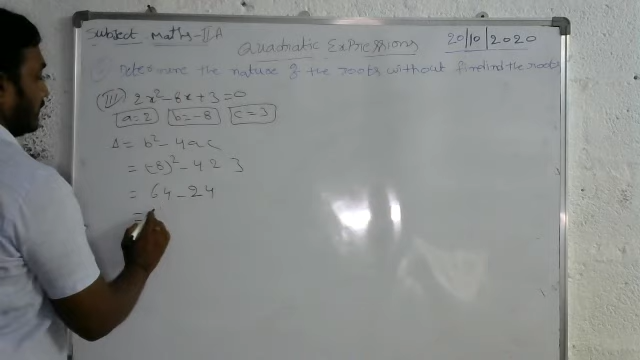 Subject Maths-IIA
Quadratic Expressions
20/10/2020
Determine the nature of the roots without findind the roots
(III) 2x²-8x+3=0
a=2 b=-8 c=3
Δ = b²-4ac
= (-8)²-4 2 3
= 64-24
=